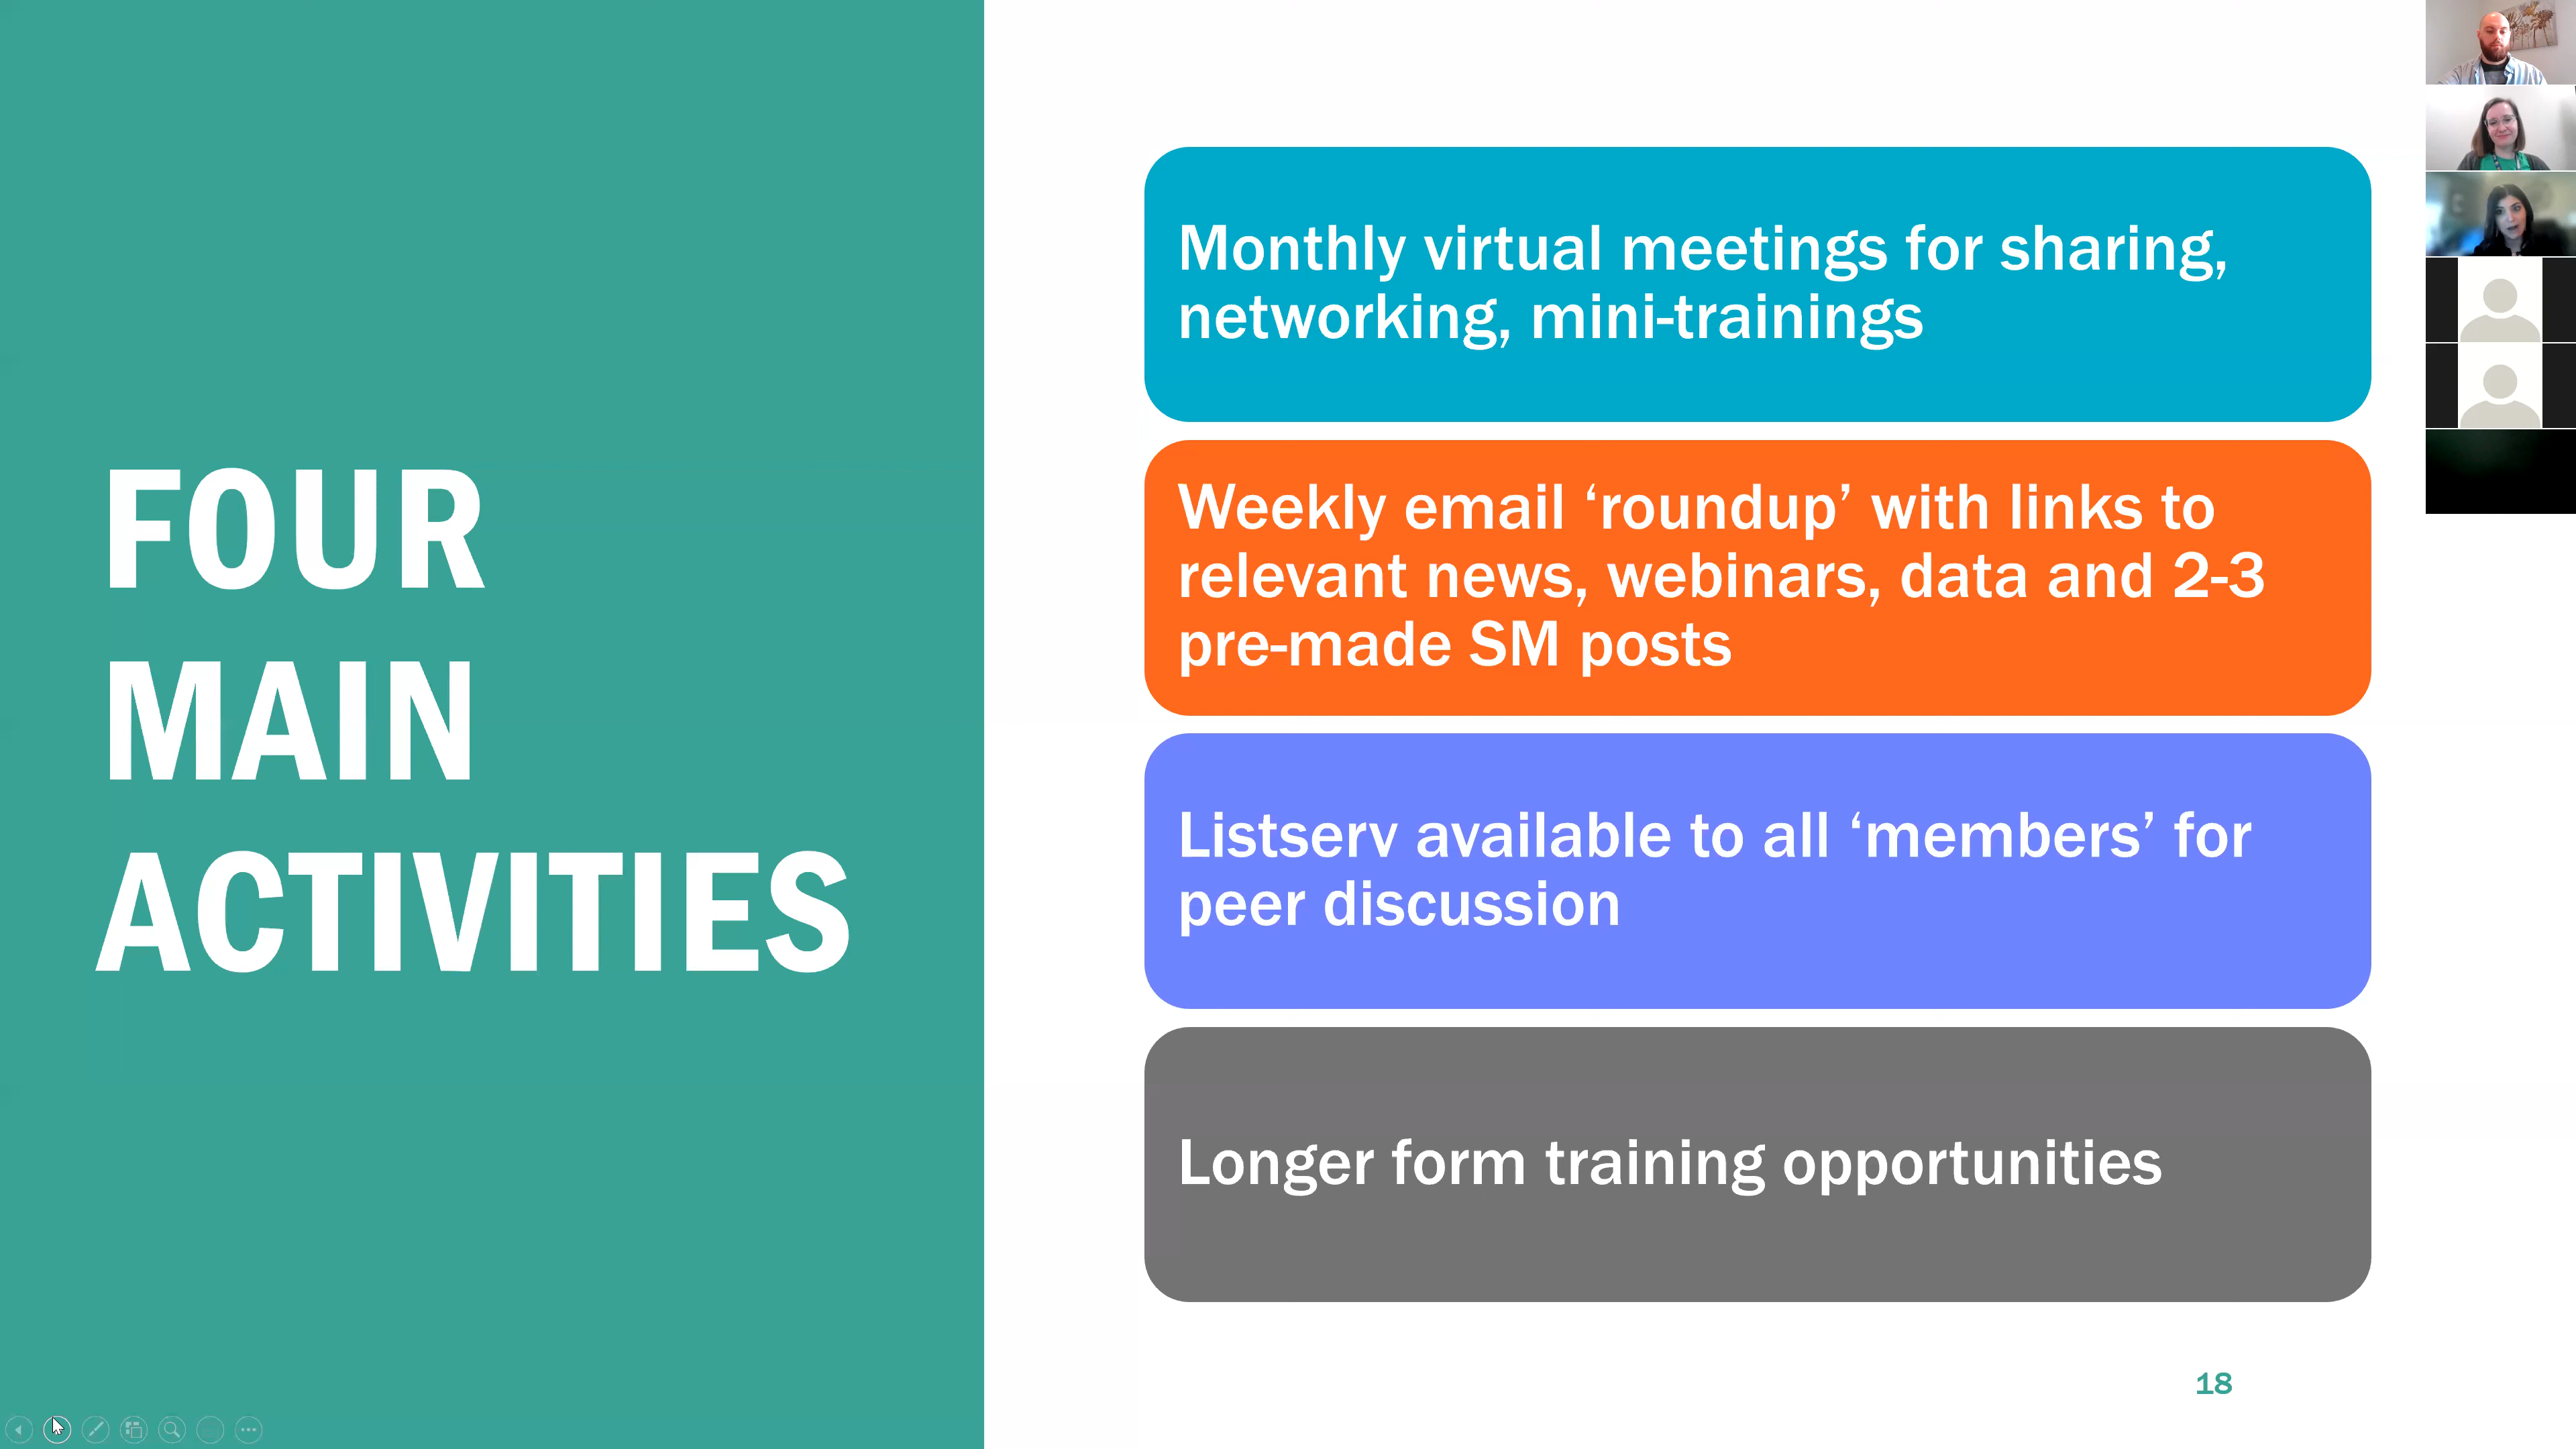 FOUR
MAIN
ACTIVITIES
Monthly virtual meetings for sharing,
networking, mini-trainings
Weekly email ‘roundup’ with links to
relevant news, webinars, data and 2-3
pre-made SM posts
Listserv available to all ‘members’ for
peer discussion
Longer form training opportunities
18